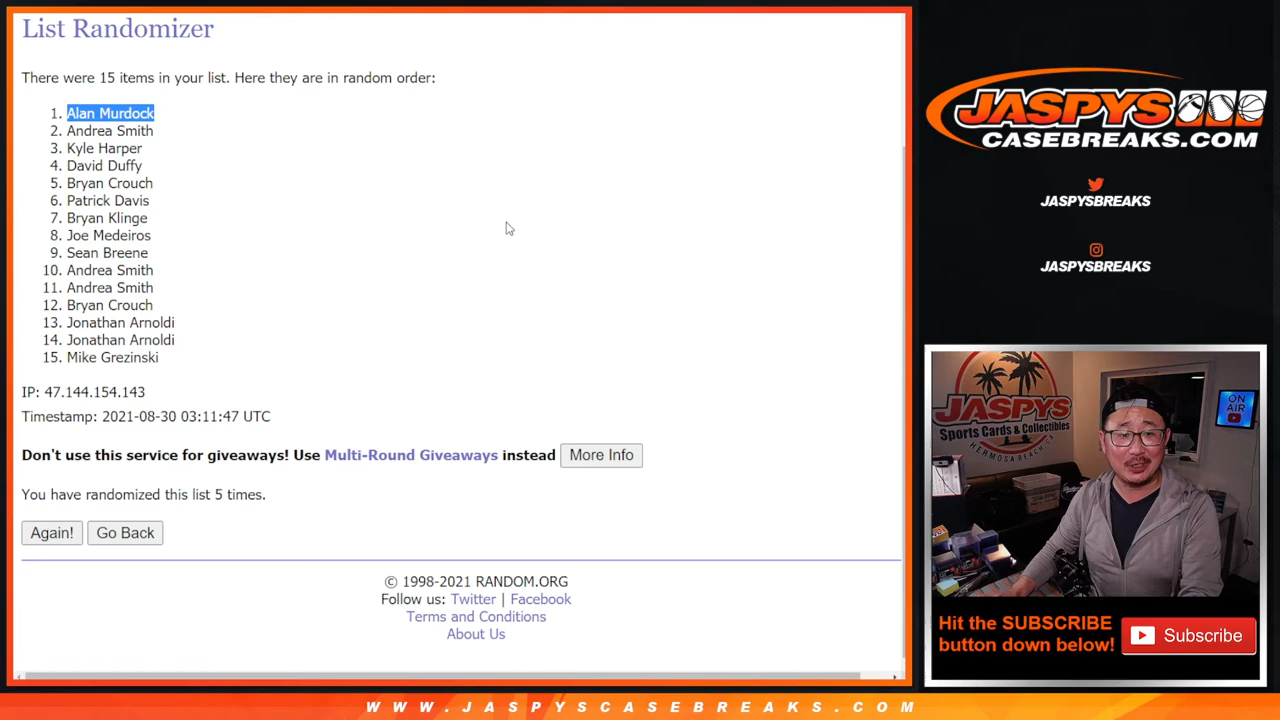 List Randomizer
There were 15 items in your list. Here they are in random order:
1. Alan Murdock
2. Andrea Smith
3. Kyle Harper
4. David Duffy
5. Bryan Crouch
6. Patrick Davis
7. Bryan Klinge
8. Joe Medeiros
9. Sean Breene
10. Andrea Smith
11. Andrea Smith
12. Bryan Crouch
13. Jonathan Arnoldi
14. Jonathan Arnoldi
15. Mike Grezinski
IP: 47.144.154.143
Timestamp: 2021-08-30 03:11:47 UTC
Don't use this service for giveaways! Use Multi-Round Giveaways instead More Info
You have randomized this list 5 times.
Again! Go Back
© 1998-2021 RANDOM.ORG
Follow us: Twitter | Facebook
Terms and Conditions
About Us
JASPYS
CASEBREAKS.COM
JASPYSBREAKS
JASPYSBREAKS
JASPYS
Sports Cards & Collectibles
HERMOSA BEACH
ON AIR
Hit the SUBSCRIBE
button down below!
Subscribe
WWW.JASPYSCASEBREAKS.COM